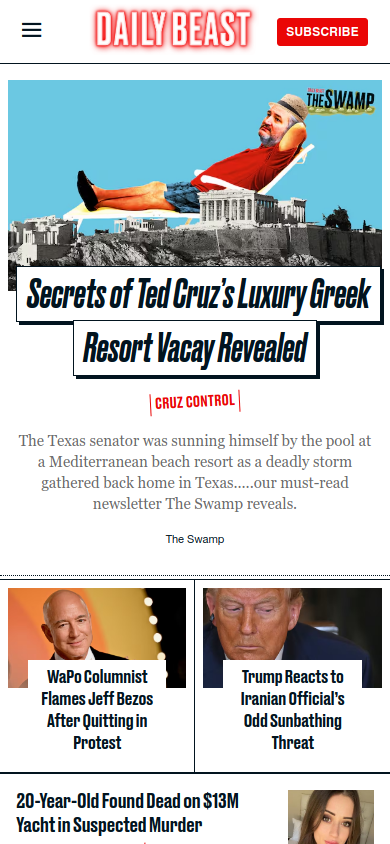 DAILY BEAST
SUBSCRIBE
THE SWAMP
Secrets of Ted Cruz's Luxury Greek
Resort Vacay Revealed
CRUZ CONTROL
The Texas senator was sunning himself by the pool at
a Mediterranean beach resort as a deadly storm
gathered back home in Texas.....our must-read
newsletter The Swamp reveals.
The Swamp
WaPo Columnist
Flames Jeff Bezos
After Quitting in
Protest
Trump Reacts to
Iranian Official's
Odd Sunbathing
Threat
20-Year-Old Found Dead on $13M
Yacht in Suspected Murder